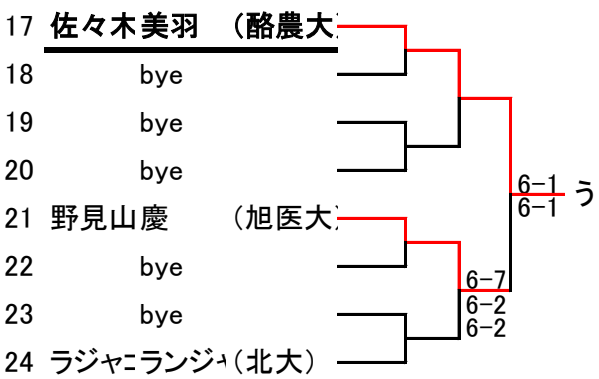 17 佐々木美羽 (酪農大)
18 bye
19 bye
20 bye
6-1
6-1
う
21 野見山慶 (旭医大)
22 bye
6-7
6-2
6-2
23 bye
24 ラジャニランジャ(北大)